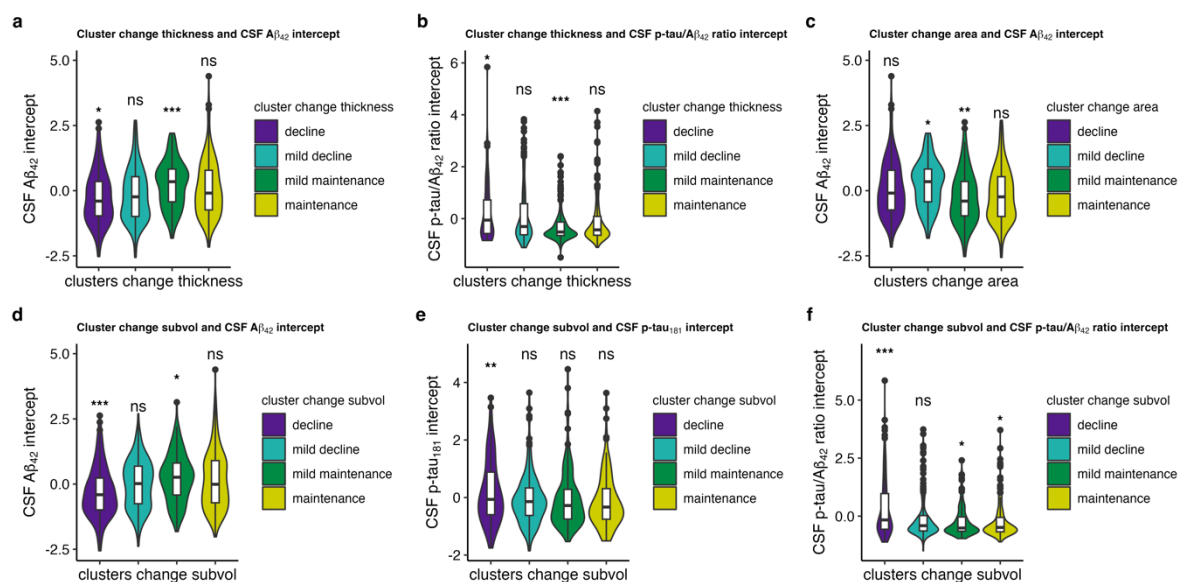 a
Cluster change thickness and CSF Aβ₄₂ intercept
5.0
2.5
0.0
-2.5
CSF Aβ₄₂ intercept
*
ns
***
ns
clusters change thickness
cluster change thickness
decline
mild decline
mild maintenance
maintenance
b
Cluster change thickness and CSF p-tau/Aβ₄₂ ratio intercept
6
4
2
0
CSF p-tau/Aβ₄₂ ratio intercept
*
ns
***
ns
clusters change thickness
cluster change thickness
decline
mild decline
mild maintenance
maintenance
c
Cluster change area and CSF Aβ₄₂ intercept
5.0
2.5
0.0
-2.5
CSF Aβ₄₂ intercept
ns
*
**
ns
clusters change area
cluster change area
decline
mild decline
mild maintenance
maintenance
d
Cluster change subvol and CSF Aβ₄₂ intercept
5.0
2.5
0.0
-2.5
CSF Aβ₄₂ intercept
***
ns
*
ns
clusters change subvol
cluster change subvol
decline
mild decline
mild maintenance
maintenance
e
Cluster change subvol and CSF p-tau₁₈₁ intercept
4
2
0
-2
CSF p-tau₁₈₁ intercept
**
ns
ns
ns
clusters change subvol
cluster change subvol
decline
mild decline
mild maintenance
maintenance
f
Cluster change subvol and CSF p-tau/Aβ₄₂ ratio intercept
5.0
2.5
0.0
CSF p-tau/Aβ₄₂ ratio intercept
***
ns
*
*
clusters change subvol
cluster change subvol
decline
mild decline
mild maintenance
maintenance